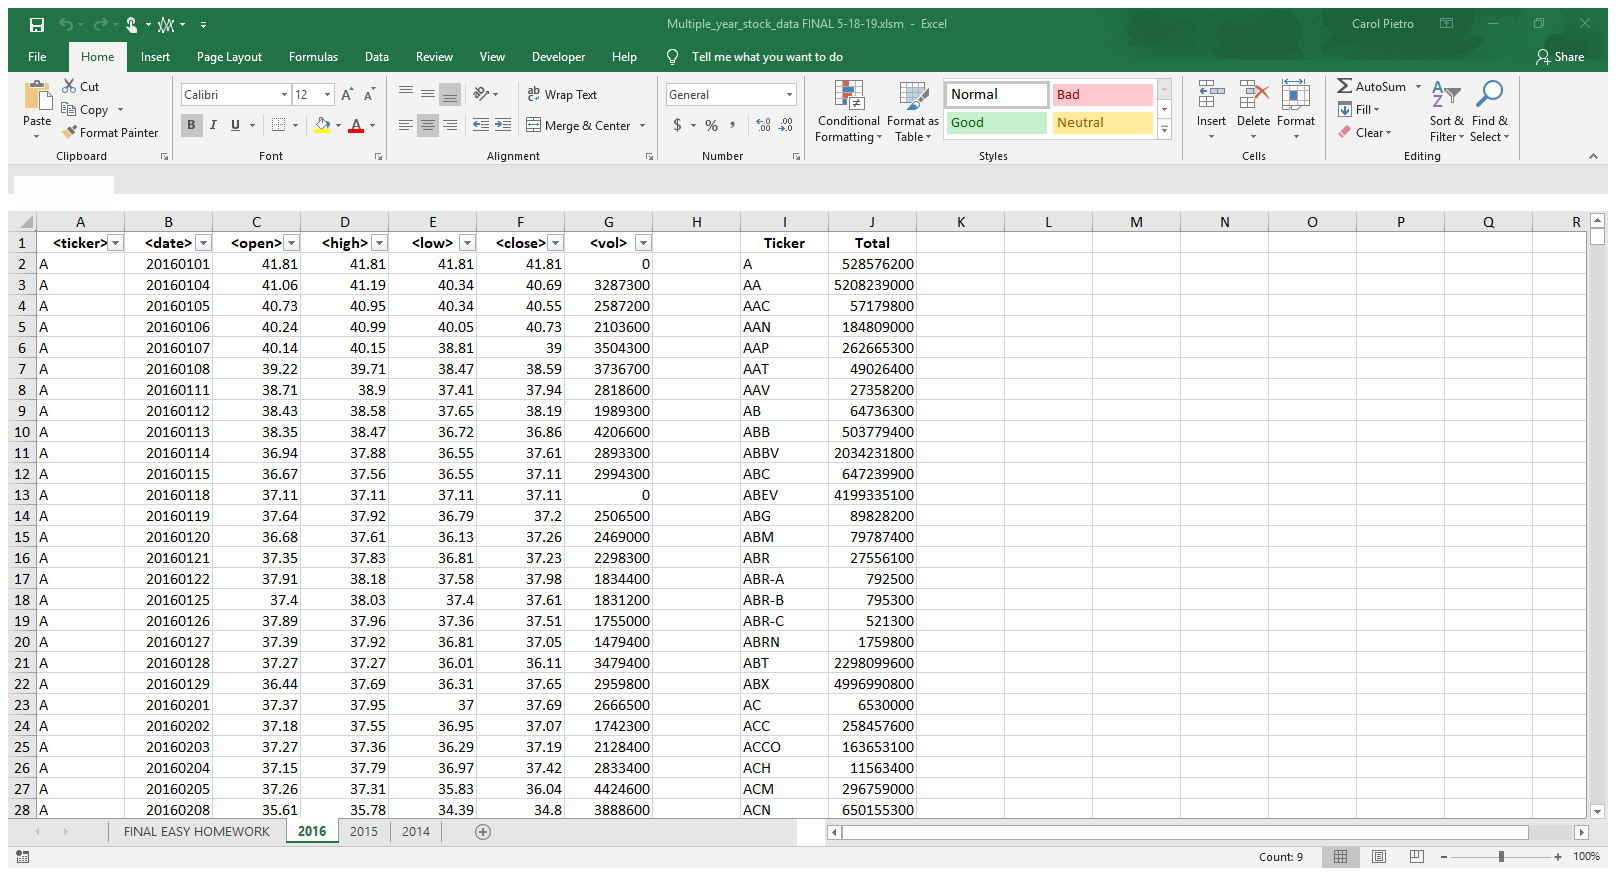 Multiple_year_stock_data FINAL 5-18-19.xlsm - Excel
Carol Pietro
File Home Insert Page Layout Formulas Data Review View Developer Help Tell me what you want to do Share
Paste
Cut
Copy
Format Painter
Clipboard
Calibri 12
B I U
Font
Wrap Text
Merge & Center
Alignment
General
$ % ,
Number
Conditional Formatting
Format as Table
Normal Bad
Good Neutral
Styles
Insert Delete Format
Cells
AutoSum
Fill
Clear
Sort & Filter
Find & Select
Editing
A B C D E F G H I J K L M N O P Q R
1 <ticker> <date> <open> <high> <low> <close> <vol> Ticker Total
2 A 20160101 41.81 41.81 41.81 41.81 0 A 528576200
3 A 20160104 41.06 41.19 40.34 40.69 3287300 AA 5208239000
4 A 20160105 40.73 40.95 40.34 40.55 2587200 AAC 57179800
5 A 20160106 40.24 40.99 40.05 40.73 2103600 AAN 184809000
6 A 20160107 40.14 40.15 38.81 39 3504300 AAP 262665300
7 A 20160108 39.22 39.71 38.47 38.59 3736700 AAT 49026400
8 A 20160111 38.71 38.9 37.41 37.94 2818600 AAV 27358200
9 A 20160112 38.43 38.58 37.65 38.19 1989300 AB 64736300
10 A 20160113 38.35 38.47 36.72 36.86 4206600 ABB 503779400
11 A 20160114 36.94 37.88 36.55 37.61 2893300 ABBV 2034231800
12 A 20160115 36.67 37.56 36.55 37.11 2994300 ABC 647239900
13 A 20160118 37.11 37.11 37.11 37.11 0 ABEV 4199335100
14 A 20160119 37.64 37.92 36.79 37.2 2506500 ABG 89828200
15 A 20160120 36.68 37.61 36.13 37.26 2469000 ABM 79787400
16 A 20160121 37.35 37.83 36.81 37.23 2298300 ABR 27556100
17 A 20160122 37.91 38.18 37.58 37.98 1834400 ABR-A 792500
18 A 20160125 37.4 38.03 37.4 37.61 1831200 ABR-B 795300
19 A 20160126 37.89 37.96 37.36 37.51 1755000 ABR-C 521300
20 A 20160127 37.39 37.92 36.81 37.05 1479400 ABRN 1759800
21 A 20160128 37.27 37.27 36.01 36.11 3479400 ABT 2298099600
22 A 20160129 36.44 37.69 36.31 37.65 2959800 ABX 4996990800
23 A 20160201 37.37 37.95 37 37.69 2666500 AC 6530000
24 A 20160202 37.18 37.55 36.95 37.07 1742300 ACC 258457600
25 A 20160203 37.27 37.36 36.29 37.19 2128400 ACCO 163653100
26 A 20160204 37.15 37.79 36.97 37.42 2833400 ACH 11563400
27 A 20160205 37.26 37.31 35.83 36.04 4424600 ACM 296759000
28 A 20160208 35.61 35.78 34.39 34.8 3888600 ACN 650155300
FINAL EASY HOMEWORK 2016 2015 2014
Count: 9 100%